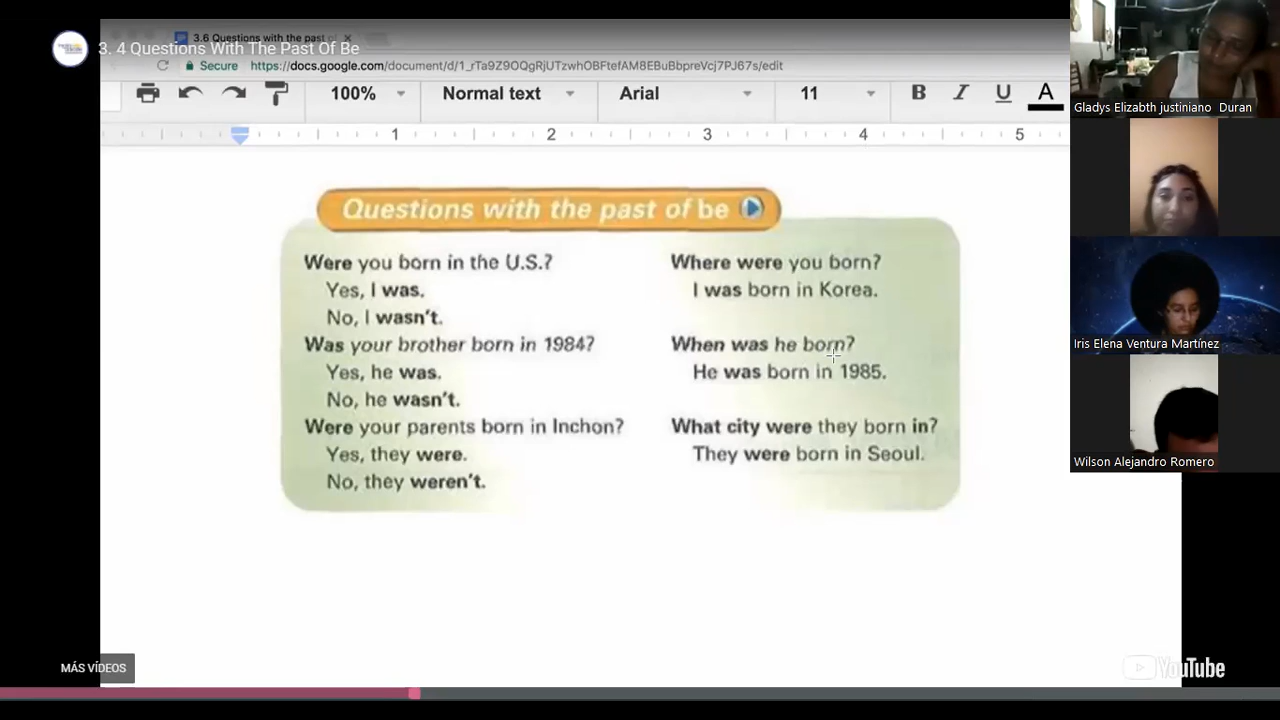 3.6 Questions with the past of
3. 4 Questions With The Past Of Be
Secure
https://docs.google.com/document/d/1_rTa9Z9OQgRjUTzwhOBFtefAM8EBuBbpreVcj7PJ67s/edit
100%
Normal text
Arial
11
B I U A
1 2 3 4 5
Questions with the past of be
Were you born in the U.S.?
Yes, I was.
No, I wasn't.
Was your brother born in 1984?
Yes, he was.
No, he wasn't.
Were your parents born in Inchon?
Yes, they were.
No, they weren't.
Where were you born?
I was born in Korea.
When was he born?
He was born in 1985.
What city were they born in?
They were born in Seoul.
MÁS VÍDEOS
YouTube
Gladys Elizabth justiniano Duran
Iris Elena Ventura Martínez
Wilson Alejandro Romero